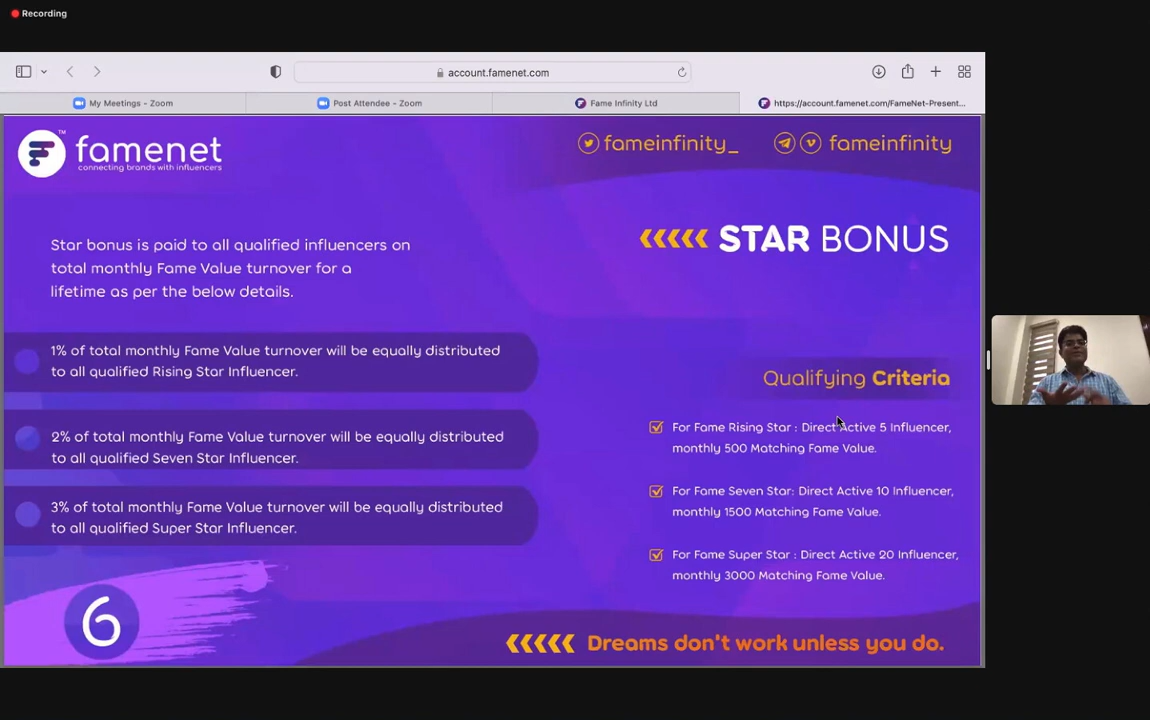 Recording
account.famenet.com
My Meetings - Zoom
Post Attendee - Zoom
Fame Infinity Ltd
https://account.famenet.com/FameNet-Present...
famenet™
connecting brands with influencers
fameinfinity_
fameinfinity
STAR BONUS
Star bonus is paid to all qualified influencers on
total monthly Fame Value turnover for a
lifetime as per the below details.
1% of total monthly Fame Value turnover will be equally distributed
to all qualified Rising Star Influencer.
2% of total monthly Fame Value turnover will be equally distributed
to all qualified Seven Star Influencer.
3% of total monthly Fame Value turnover will be equally distributed
to all qualified Super Star Influencer.
Qualifying Criteria
For Fame Rising Star : Direct Active 5 Influencer,
monthly 500 Matching Fame Value.
For Fame Seven Star: Direct Active 10 Influencer,
monthly 1500 Matching Fame Value.
For Fame Super Star : Direct Active 20 Influencer,
monthly 3000 Matching Fame Value.
6
Dreams don't work unless you do.